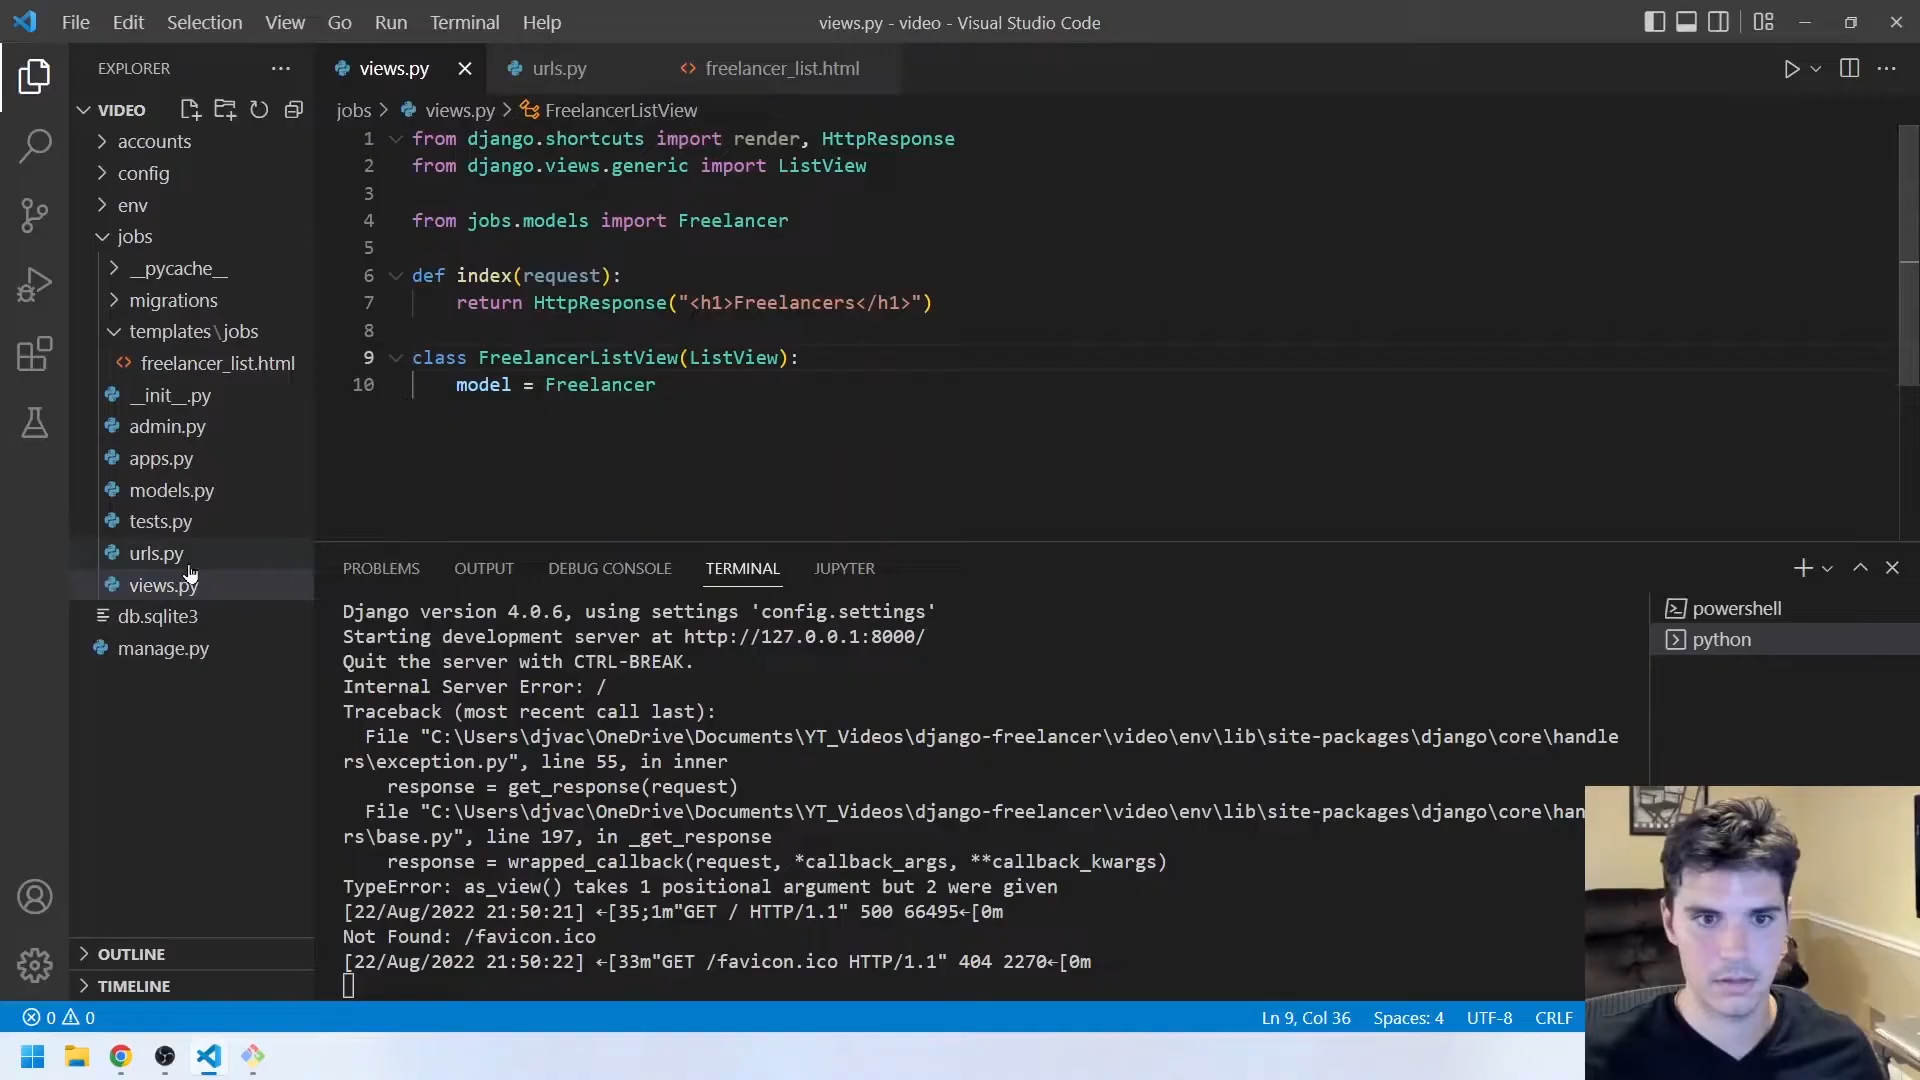 File Edit Selection View Go Run Terminal Help
views.py - video - Visual Studio Code
EXPLORER
VIDEO
accounts
config
env
jobs
__pycache__
migrations
templates\jobs
freelancer_list.html
__init__.py
admin.py
apps.py
models.py
tests.py
urls.py
views.py
db.sqlite3
manage.py
OUTLINE
TIMELINE
views.py urls.py freelancer_list.html
jobs > views.py > FreelancerListView
1 from django.shortcuts import render, HttpResponse
2 from django.views.generic import ListView
3
4 from jobs.models import Freelancer
5
6 def index(request):
7 return HttpResponse("<h1>Freelancers</h1>")
8
9 class FreelancerListView(ListView):
10 model = Freelancer
PROBLEMS OUTPUT DEBUG CONSOLE TERMINAL JUPYTER
powershell
python
Django version 4.0.6, using settings 'config.settings'
Starting development server at http://127.0.0.1:8000/
Quit the server with CTRL-BREAK.
Internal Server Error: /
Traceback (most recent call last):
File "C:\Users\djvac\OneDrive\Documents\YT_Videos\django-freelancer\video\env\lib\site-packages\django\core\handle
rs\exception.py", line 55, in inner
response = get_response(request)
File "C:\Users\djvac\OneDrive\Documents\YT_Videos\django-freelancer\video\env\lib\site-packages\django\core\han
rs\base.py", line 197, in _get_response
response = wrapped_callback(request, *callback_args, **callback_kwargs)
TypeError: as_view() takes 1 positional argument but 2 were given
[22/Aug/2022 21:50:21] ←[35;1m"GET / HTTP/1.1" 500 66495←[0m
Not Found: /favicon.ico
[22/Aug/2022 21:50:22] ←[33m"GET /favicon.ico HTTP/1.1" 404 2270←[0m
0 0
Ln 9, Col 36 Spaces: 4 UTF-8 CRLF